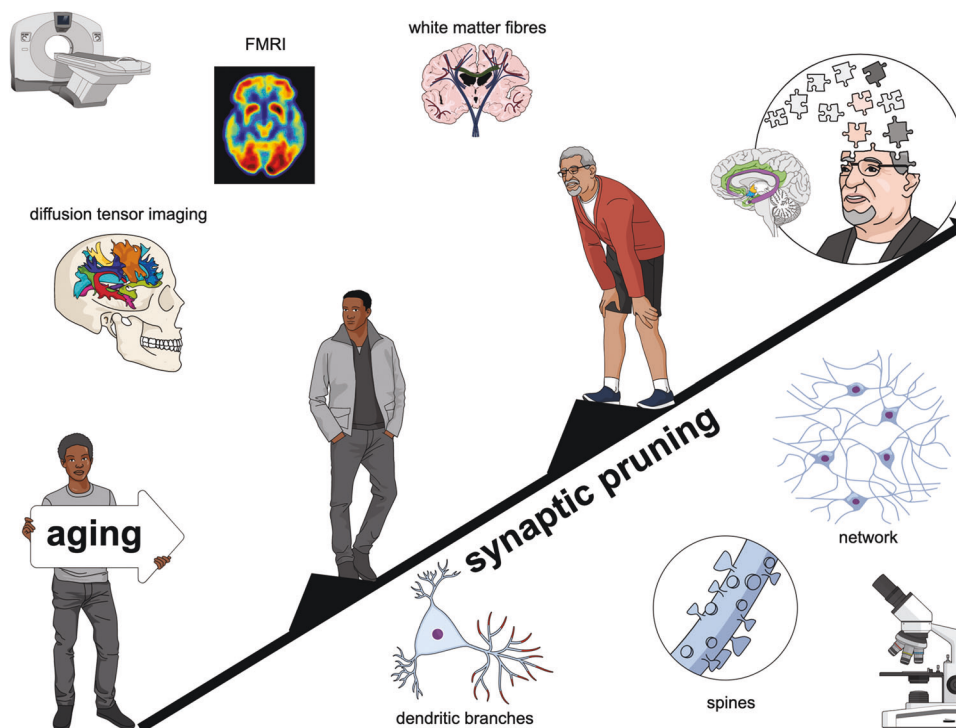 FMRI
white matter fibres
diffusion tensor imaging
aging
synaptic pruning
network
dendritic branches
spines